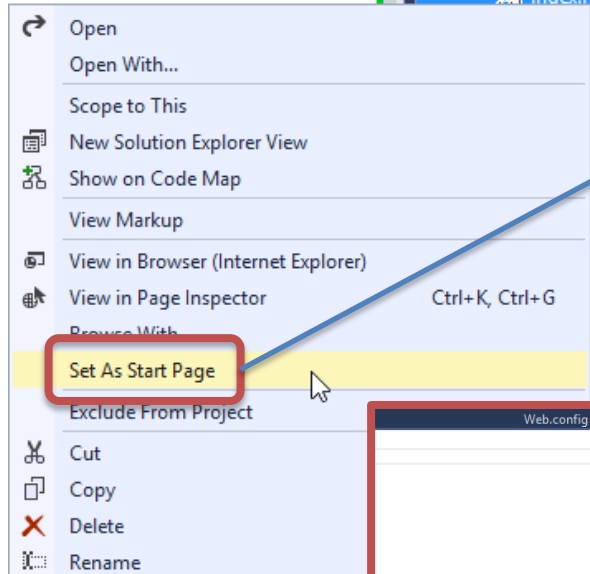 Open
Open With...
Scope to This
New Solution Explorer View
Show on Code Map
View Markup
View in Browser (Internet Explorer)
View in Page Inspector Ctrl+K, Ctrl+G
Browse With
Set As Start Page
Exclude From Project
Web.config
Cut
Copy
Delete
Rename